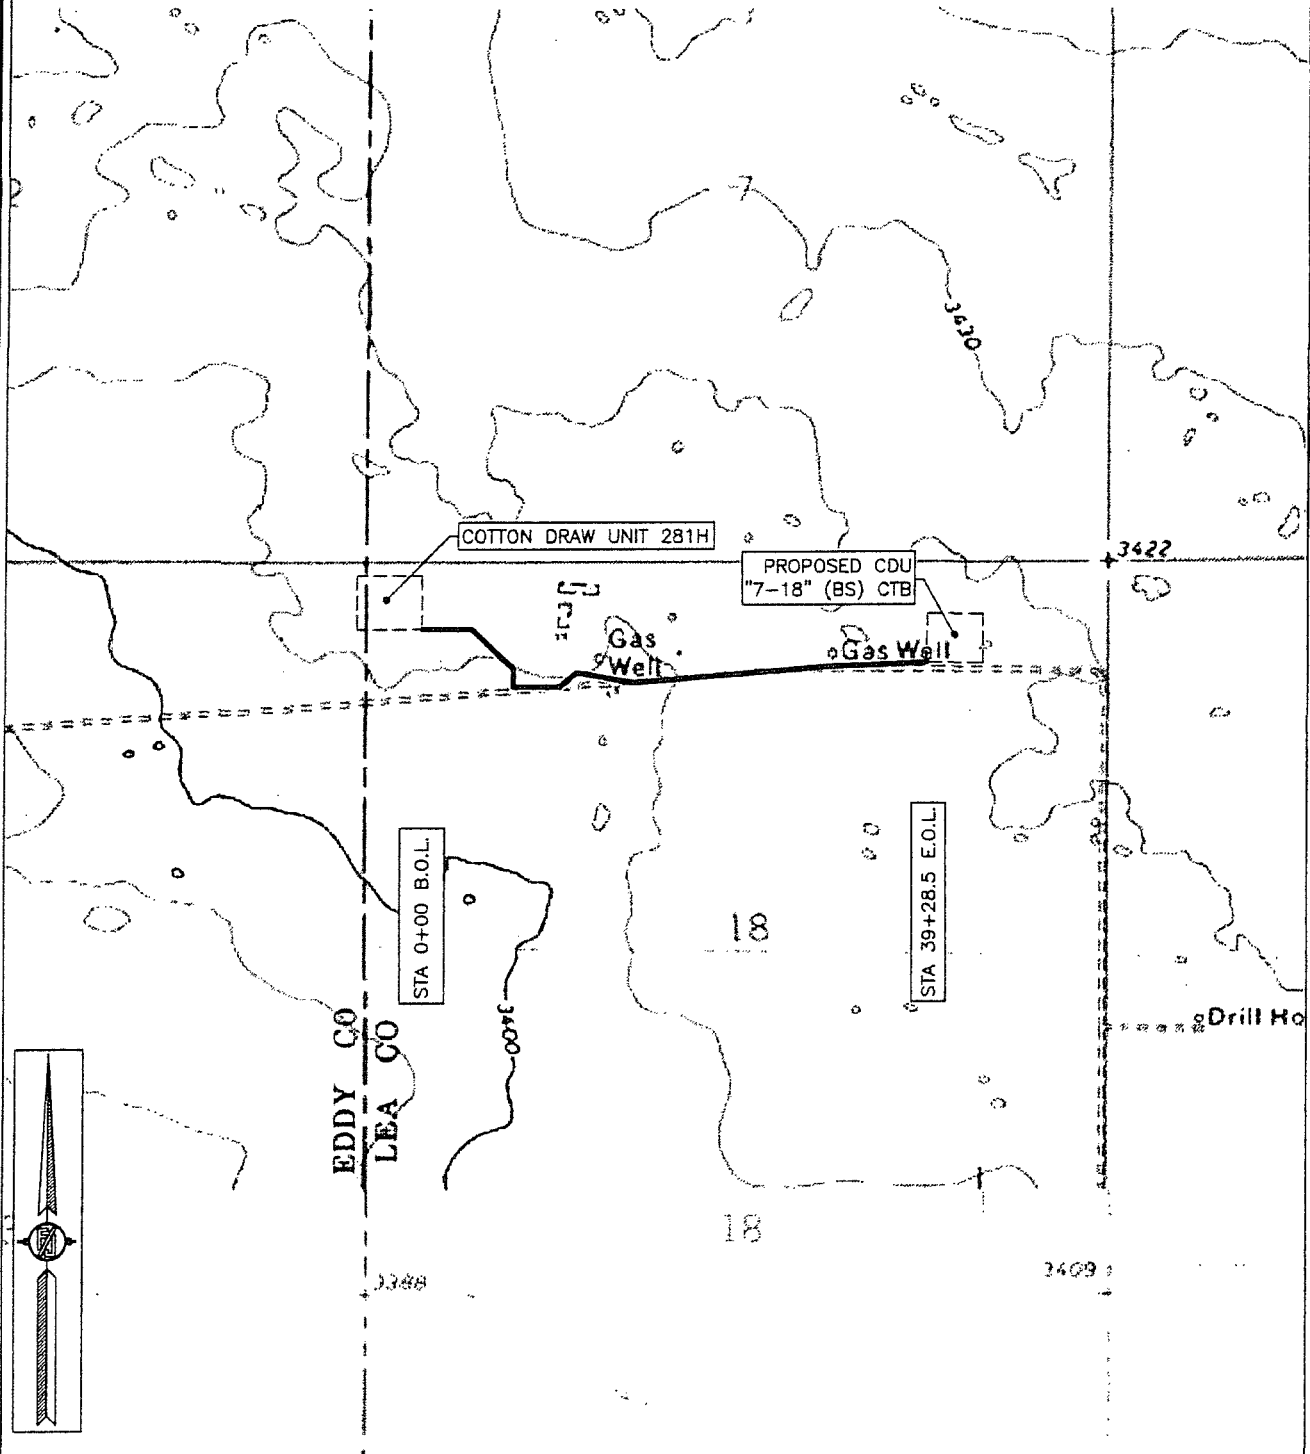 7
3430
COTTON DRAW UNIT 281H
3422
PROPOSED CDU
"7-18" (BS) CTB
Gas
Well
Gas Well
STA 0+00 B.O.L.
STA 39+28.5 E.O.L.
18
3400
EDDY CO
LEA CO
Drill Ho
18
3388
3409